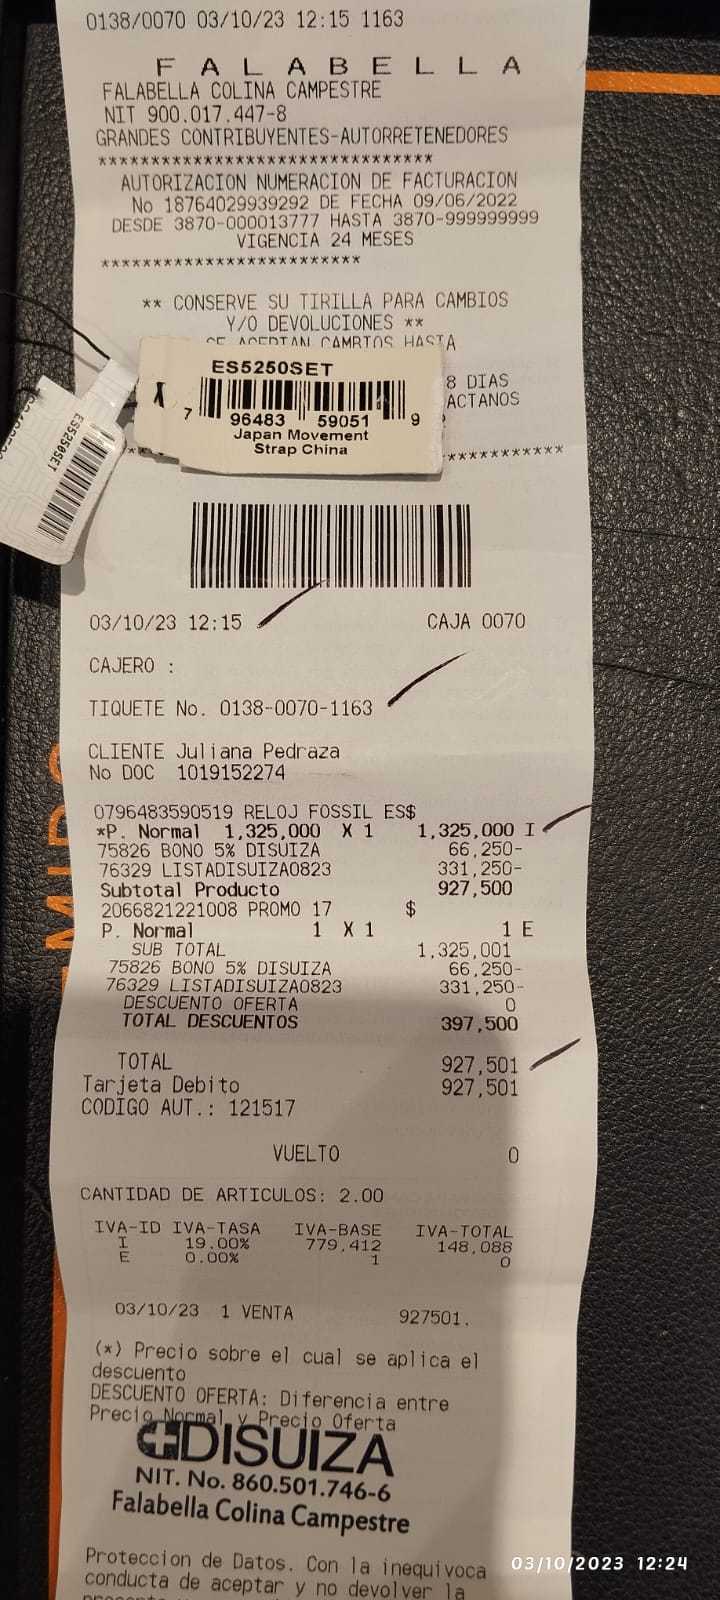 0138/0070 03/10/23 12:15 1163
F A L A B E L L A
FALABELLA COLINA CAMPESTRE
NIT 900.017.447-8
GRANDES CONTRIBUYENTES-AUTORRETENEDORES
********************************
AUTORIZACION NUMERACION DE FACTURACION
No 18764029939292 DE FECHA 09/06/2022
DESDE 3870-000013777 HASTA 3870-999999999
VIGENCIA 24 MESES
*************************
** CONSERVE SU TIRILLA PARA CAMBIOS
Y/O DEVOLUCIONES **
SE ACEPTAN CAMBIOS HASTA
8 DIAS
ACTANOS
ES5250SET
7 96483 59051 9
Japan Movement
Strap China
ES5250SET
03/10/23 12:15 CAJA 0070
CAJERO :
TIQUETE No. 0138-0070-1163
CLIENTE Juliana Pedraza
No DOC 1019152274
0796483590519 RELOJ FOSSIL ES$
*P. Normal 1,325,000 X 1 1,325,000 I
75826 BONO 5% DISUIZA 66,250-
76329 LISTADISUIZA0823 331,250-
Subtotal Producto 927,500
2066821221008 PROMO 17 $
P. Normal 1 X 1 1 E
SUB TOTAL 1,325,001
75826 BONO 5% DISUIZA 66,250-
76329 LISTADISUIZA0823 331,250-
DESCUENTO OFERTA 0
TOTAL DESCUENTOS 397,500
TOTAL 927,501
Tarjeta Debito 927,501
CODIGO AUT.: 121517
VUELTO 0
CANTIDAD DE ARTICULOS: 2.00
IVA-ID IVA-TASA IVA-BASE IVA-TOTAL
I 19.00% 779,412 148,088
E 0.00% 1 0
03/10/23 1 VENTA 927501.
(*) Precio sobre el cual se aplica el
descuento
DESCUENTO OFERTA: Diferencia entre
Precio Normal y Precio Oferta
DISUIZA
NIT. No. 860.501.746-6
Falabella Colina Campestre
Proteccion de Datos. Con la inequivoca
conducta de aceptar y no devolver la
03/10/2023 12:24